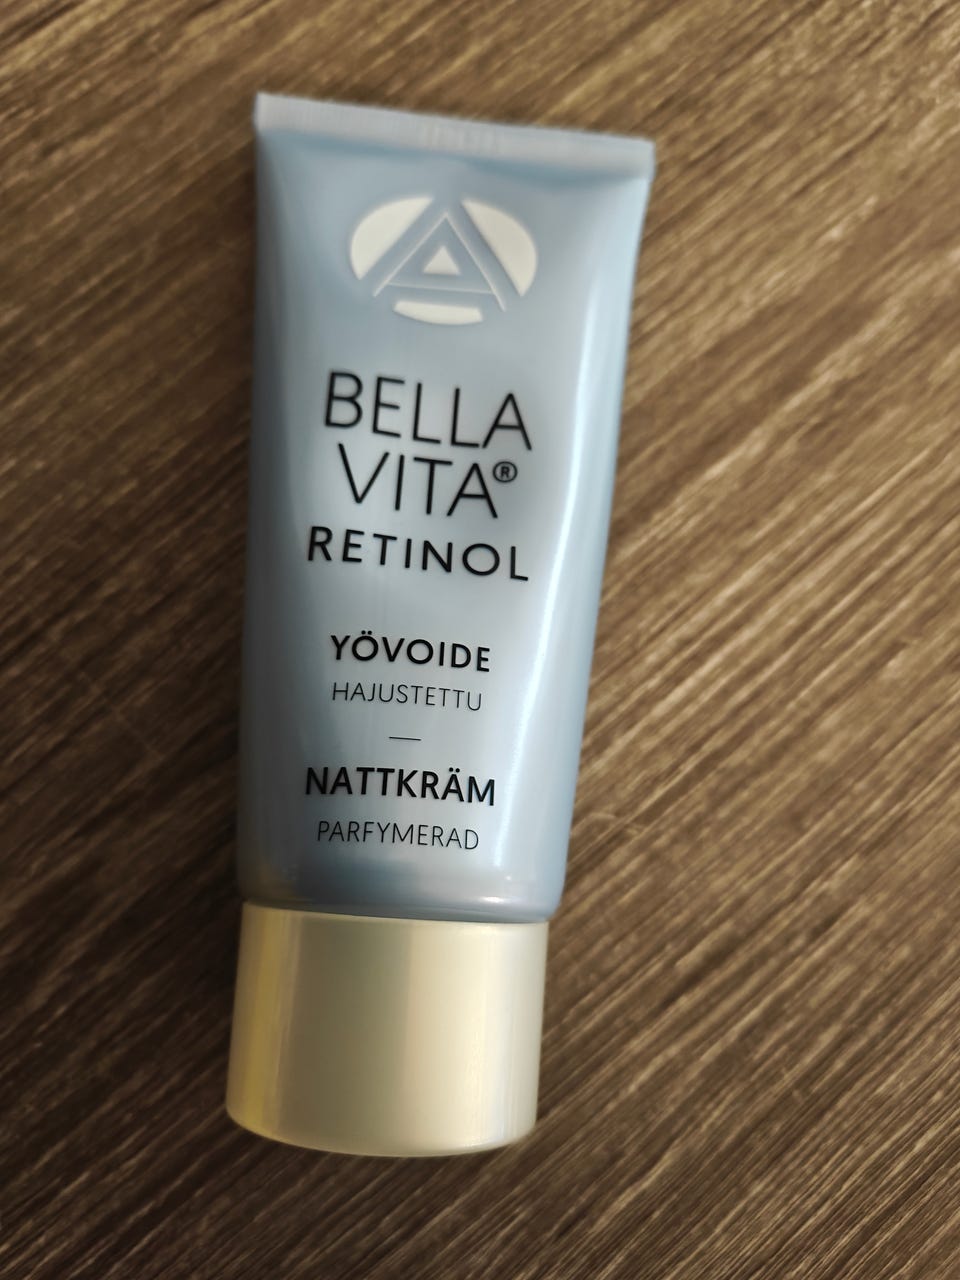 BELLA
VITA®
RETINOL
YÖVOIDE
HAJUSTETTU
NATTKRÄM
PARFYMERAD